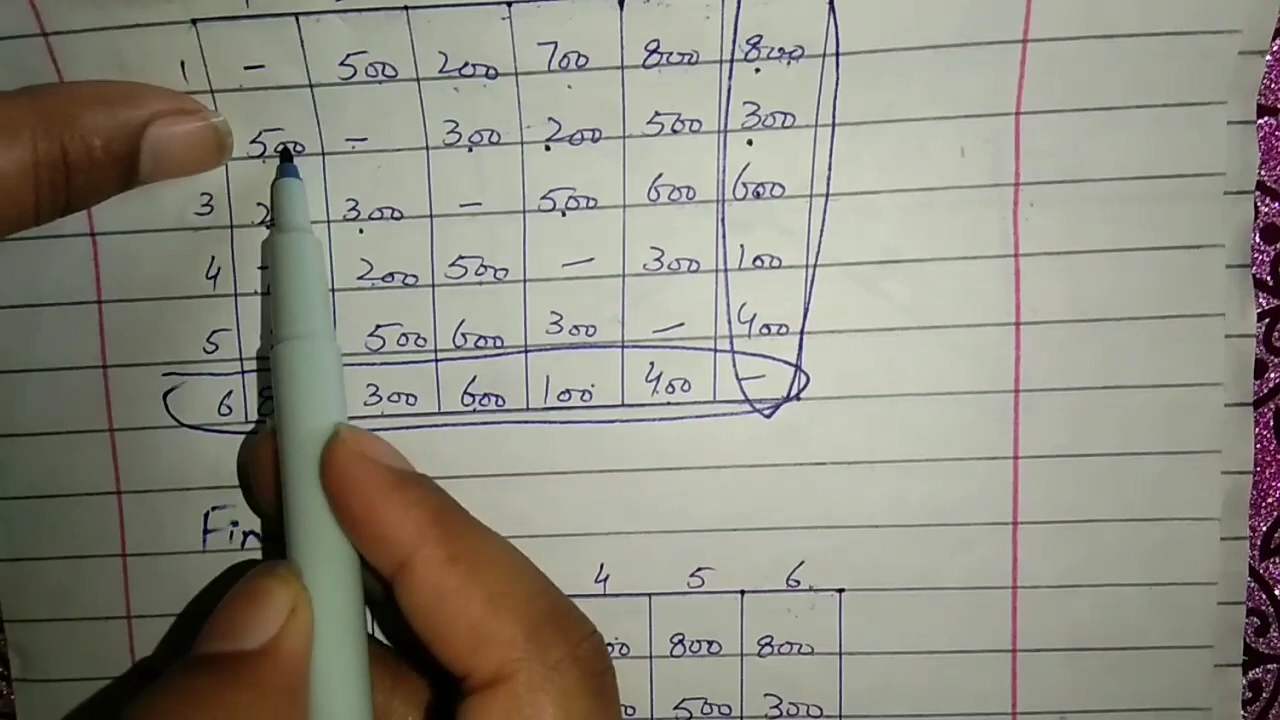 1 - 500 200 700 800 800
500 - 300 200 500 300
3 300 - 500 600 600
4 200 500 - 300 100
5 500 600 300 - 400
6 300 600 100 400 -
4 5 6
800 800
500 300